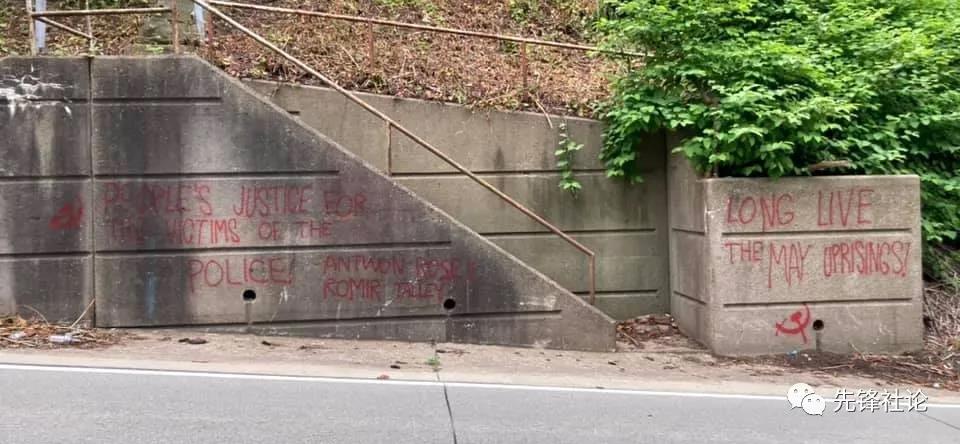 PEOPLE'S JUSTICE FOR
THE VICTIMS OF THE
POLICE! ANTWON ROSE!
ROMIR TALLEY!
LONG LIVE
THE MAY UPRISINGS!
先锋社论